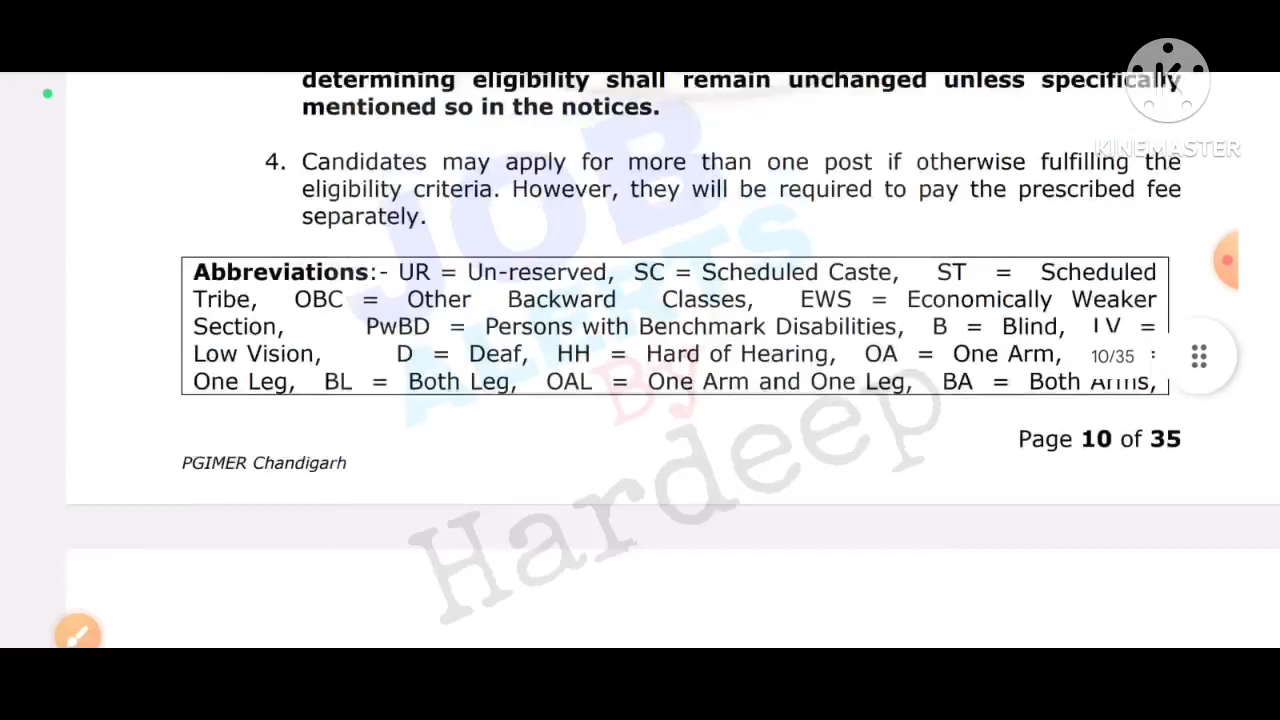 determining eligibility shall remain unchanged unless specifically
mentioned so in the notices.
KINEMASTER
4. Candidates may apply for more than one post if otherwise fulfilling the
eligibility criteria. However, they will be required to pay the prescribed fee
separately.
Abbreviations:- UR = Un-reserved, SC = Scheduled Caste, ST = Scheduled
Tribe, OBC = Other Backward Classes, EWS = Economically Weaker
Section, PwBD = Persons with Benchmark Disabilities, B = Blind, LV =
Low Vision, D = Deaf, HH = Hard of Hearing, OA = One Arm,
10/35
One Leg, BL = Both Leg, OAL = One Arm and One Leg, BA = Both Arms,
Page 10 of 35
PGIMER Chandigarh
JOB
ALERTS
By
Hardeep